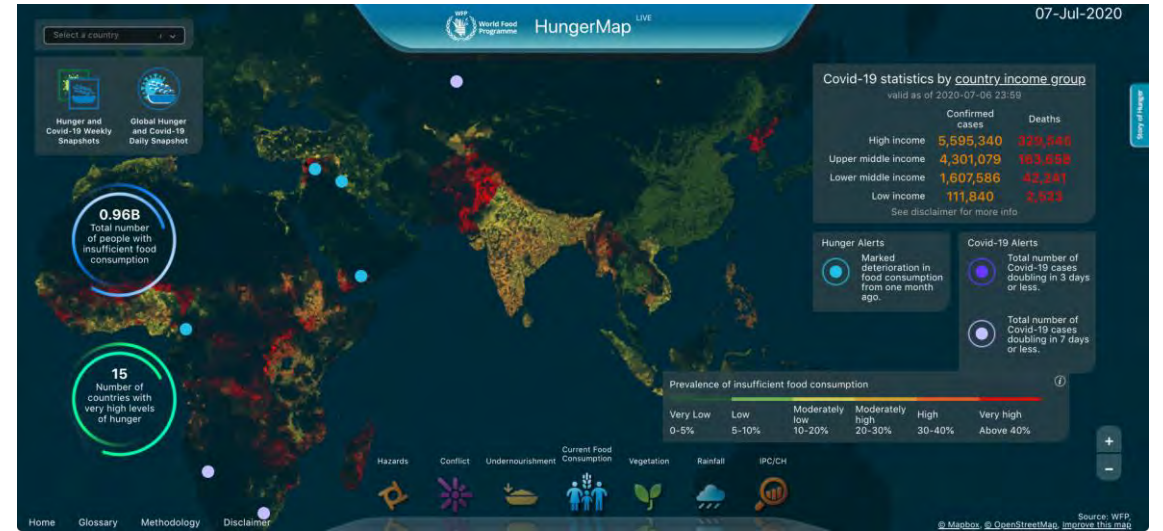 07-Jul-2020
WFP
World Food
Programme
HungerMap
LIVE
Select a country
Hunger and
Covid-19 Weekly
Snapshots
Global Hunger
and Covid-19
Daily Snapshot
0.96B
Total number
of people with
insufficient food
consumption
15
Number of
countries with
very high levels
of hunger
Covid-19 statistics by country income group
valid as of 2020-07-06 23:59
Confirmed
cases
Deaths
High income 5,595,340
Upper middle income 4,301,079
Lower middle income 1,607,586
Low income 111,840
See disclaimer for more info
Story of Hunger
Hunger Alerts
Marked
deterioration in
food consumption
from one month
ago.
Covid-19 Alerts
Total number of
Covid-19 cases
doubling in 3 days
or less.
Total number of
Covid-19 cases
doubling in 7 days
or less.
Prevalence of insufficient food consumption
Very Low
0-5%
Low
5-10%
Moderately
low
10-20%
Moderately
high
20-30%
High
30-40%
Very high
Above 40%
Hazards
Conflict
Undernourishment
Current Food
Consumption
Vegetation
Rainfall
IPC/CH
+
−
Home Glossary Methodology Disclaimer
Source: WFP,
© Mapbox, © OpenStreetMap, Improve this map